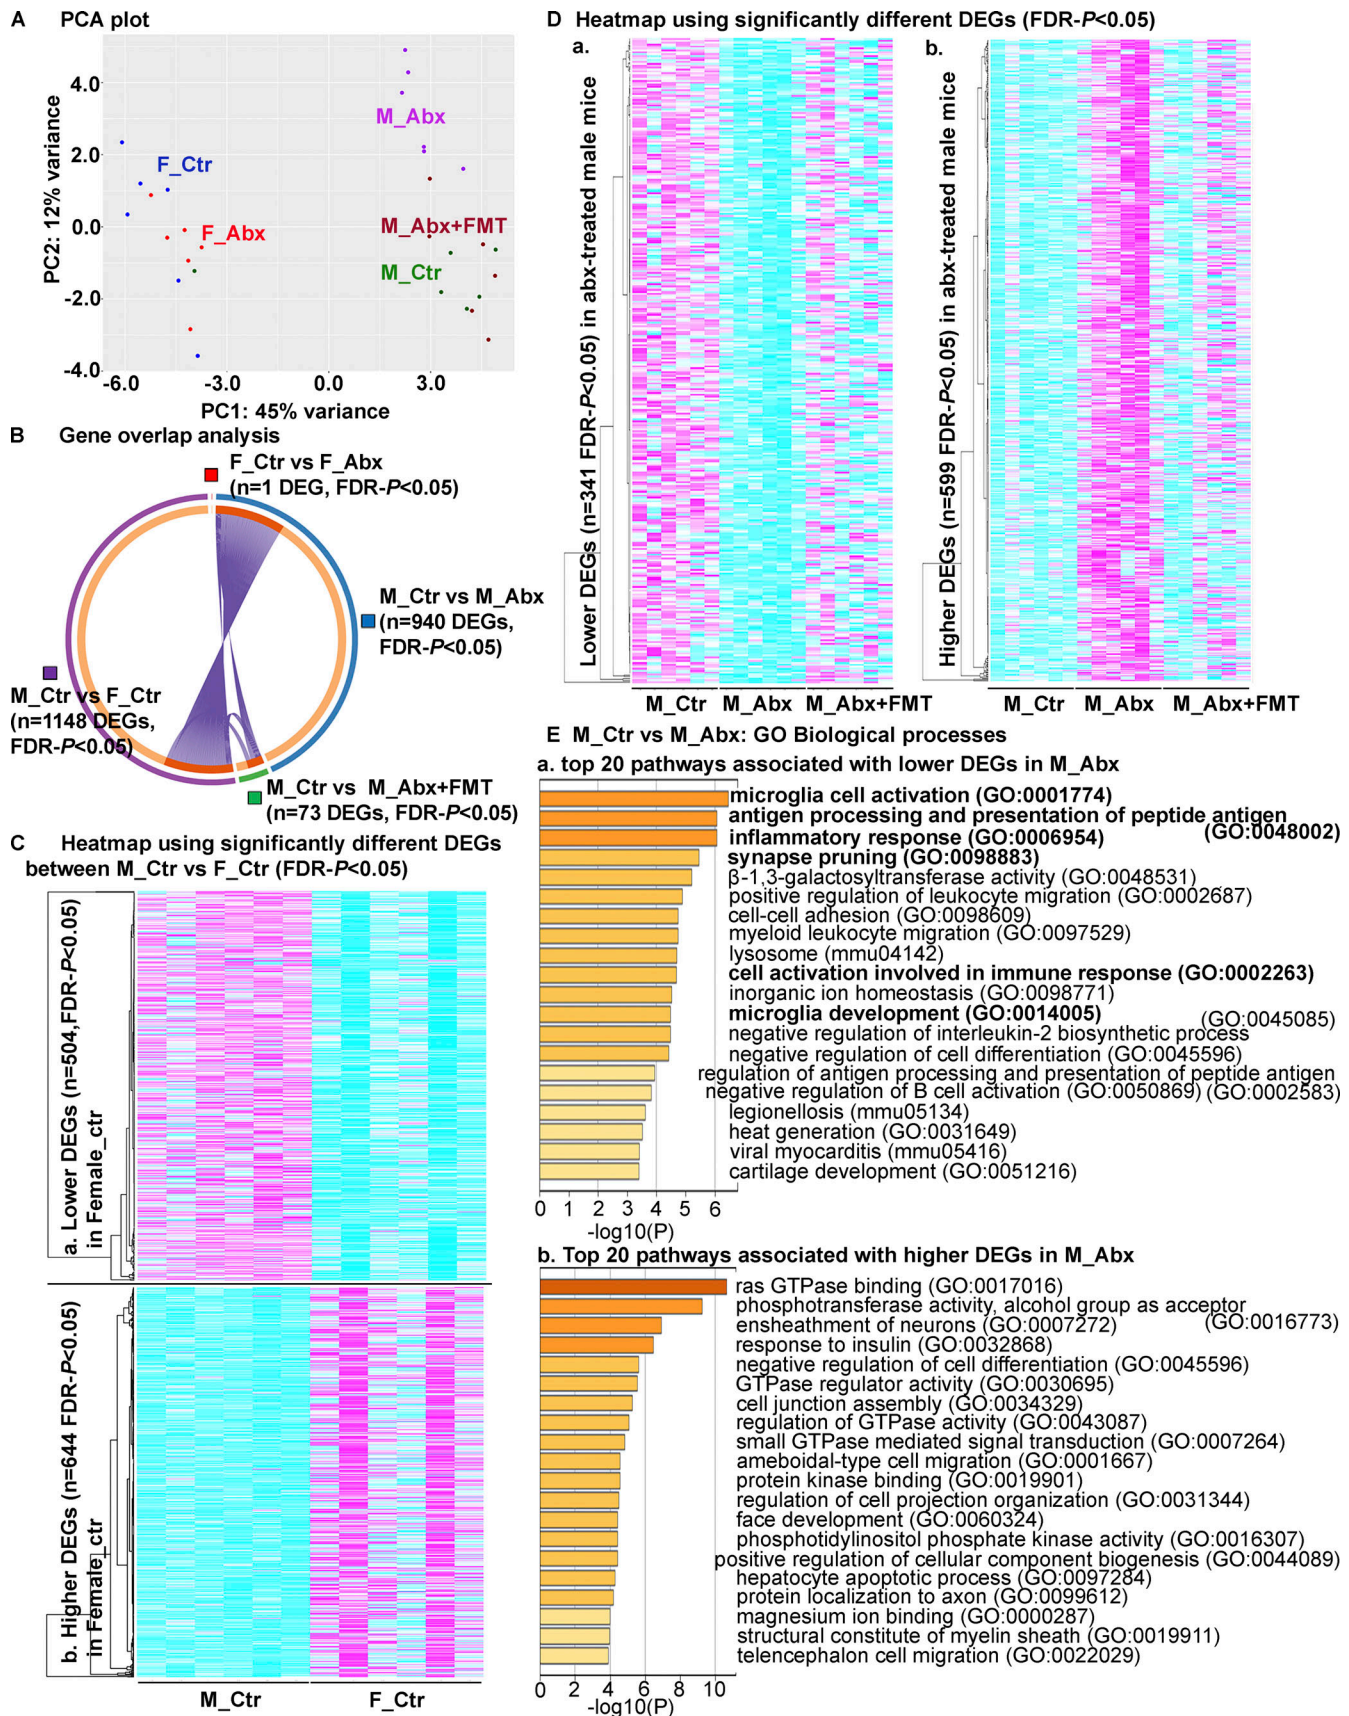 A PCA plot
PC2: 12% variance
4.0
2.0
0.0
-2.0
-4.0
M_Abx
F_Ctr
M_Abx+FMT
F_Abx
M_Ctr
-6.0 -3.0 0.0 3.0
PC1: 45% variance
B Gene overlap analysis
F_Ctr vs F_Abx
(n=1 DEG, FDR-P<0.05)
M_Ctr vs M_Abx
(n=940 DEGs,
FDR-P<0.05)
M_Ctr vs F_Ctr
(n=1148 DEGs,
FDR-P<0.05)
M_Ctr vs M_Abx+FMT
(n=73 DEGs, FDR-P<0.05)
C Heatmap using significantly different DEGs
between M_Ctr vs F_Ctr (FDR-P<0.05)
a. Lower DEGs (n=504,FDR-P<0.05)
in Female_ctr
b. Higher DEGs (n=644 FDR-P<0.05)
in Female_ctr
M_Ctr F_Ctr
D Heatmap using significantly different DEGs (FDR-P<0.05)
a.
Lower DEGs (n=341 FDR-P<0.05) in abx-treated male mice
M_Ctr M_Abx M_Abx+FMT
b.
Higher DEGs (n=599 FDR-P<0.05) in abx-treated male mice
M_Ctr M_Abx M_Abx+FMT
E M_Ctr vs M_Abx: GO Biological processes
a. top 20 pathways associated with lower DEGs in M_Abx
microglia cell activation (GO:0001774)
antigen processing and presentation of peptide antigen
(GO:0048002)
inflammatory response (GO:0006954)
synapse pruning (GO:0098883)
β-1,3-galactosyltransferase activity (GO:0048531)
positive regulation of leukocyte migration (GO:0002687)
cell-cell adhesion (GO:0098609)
myeloid leukocyte migration (GO:0097529)
lysosome (mmu04142)
cell activation involved in immune response (GO:0002263)
inorganic ion homeostasis (GO:0098771)
microglia development (GO:0014005)
(GO:0045085)
negative regulation of interleukin-2 biosynthetic process
negative regulation of cell differentiation (GO:0045596)
regulation of antigen processing and presentation of peptide antigen
negative regulation of B cell activation (GO:0050869) (GO:0002583)
legionellosis (mmu05134)
heat generation (GO:0031649)
viral myocarditis (mmu05416)
cartilage development (GO:0051216)
0 1 2 3 4 5 6
-log10(P)
b. Top 20 pathways associated with higher DEGs in M_Abx
ras GTPase binding (GO:0017016)
phosphotransferase activity, alcohol group as acceptor
(GO:0016773)
ensheathment of neurons (GO:0007272)
response to insulin (GO:0032868)
negative regulation of cell differentiation (GO:0045596)
GTPase regulator activity (GO:0030695)
cell junction assembly (GO:0034329)
regulation of GTPase activity (GO:0043087)
small GTPase mediated signal transduction (GO:0007264)
ameboidal-type cell migration (GO:0001667)
protein kinase binding (GO:0019901)
regulation of cell projection organization (GO:0031344)
face development (GO:0060324)
phosphotidylinositol phosphate kinase activity (GO:0016307)
positive regulation of cellular component biogenesis (GO:0044089)
hepatocyte apoptotic process (GO:0097284)
protein localization to axon (GO:0099612)
magnesium ion binding (GO:0000287)
structural constitute of myelin sheath (GO:0019911)
telencephalon cell migration (GO:0022029)
0 2 4 6 8 10
-log10(P)